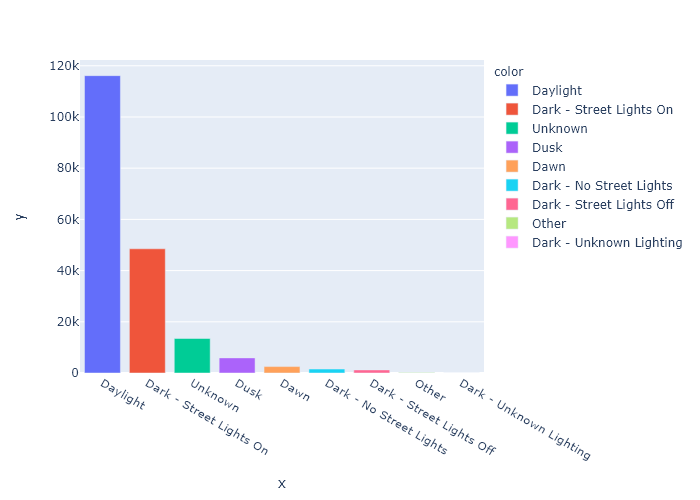 120k
100k
80k
60k
40k
20k
0
y
Daylight
Dark - Street Lights On
Unknown
Dusk
Dawn
Dark - No Street Lights
Dark - Street Lights Off
Other
Dark - Unknown Lighting
x
color
Daylight
Dark - Street Lights On
Unknown
Dusk
Dawn
Dark - No Street Lights
Dark - Street Lights Off
Other
Dark - Unknown Lighting